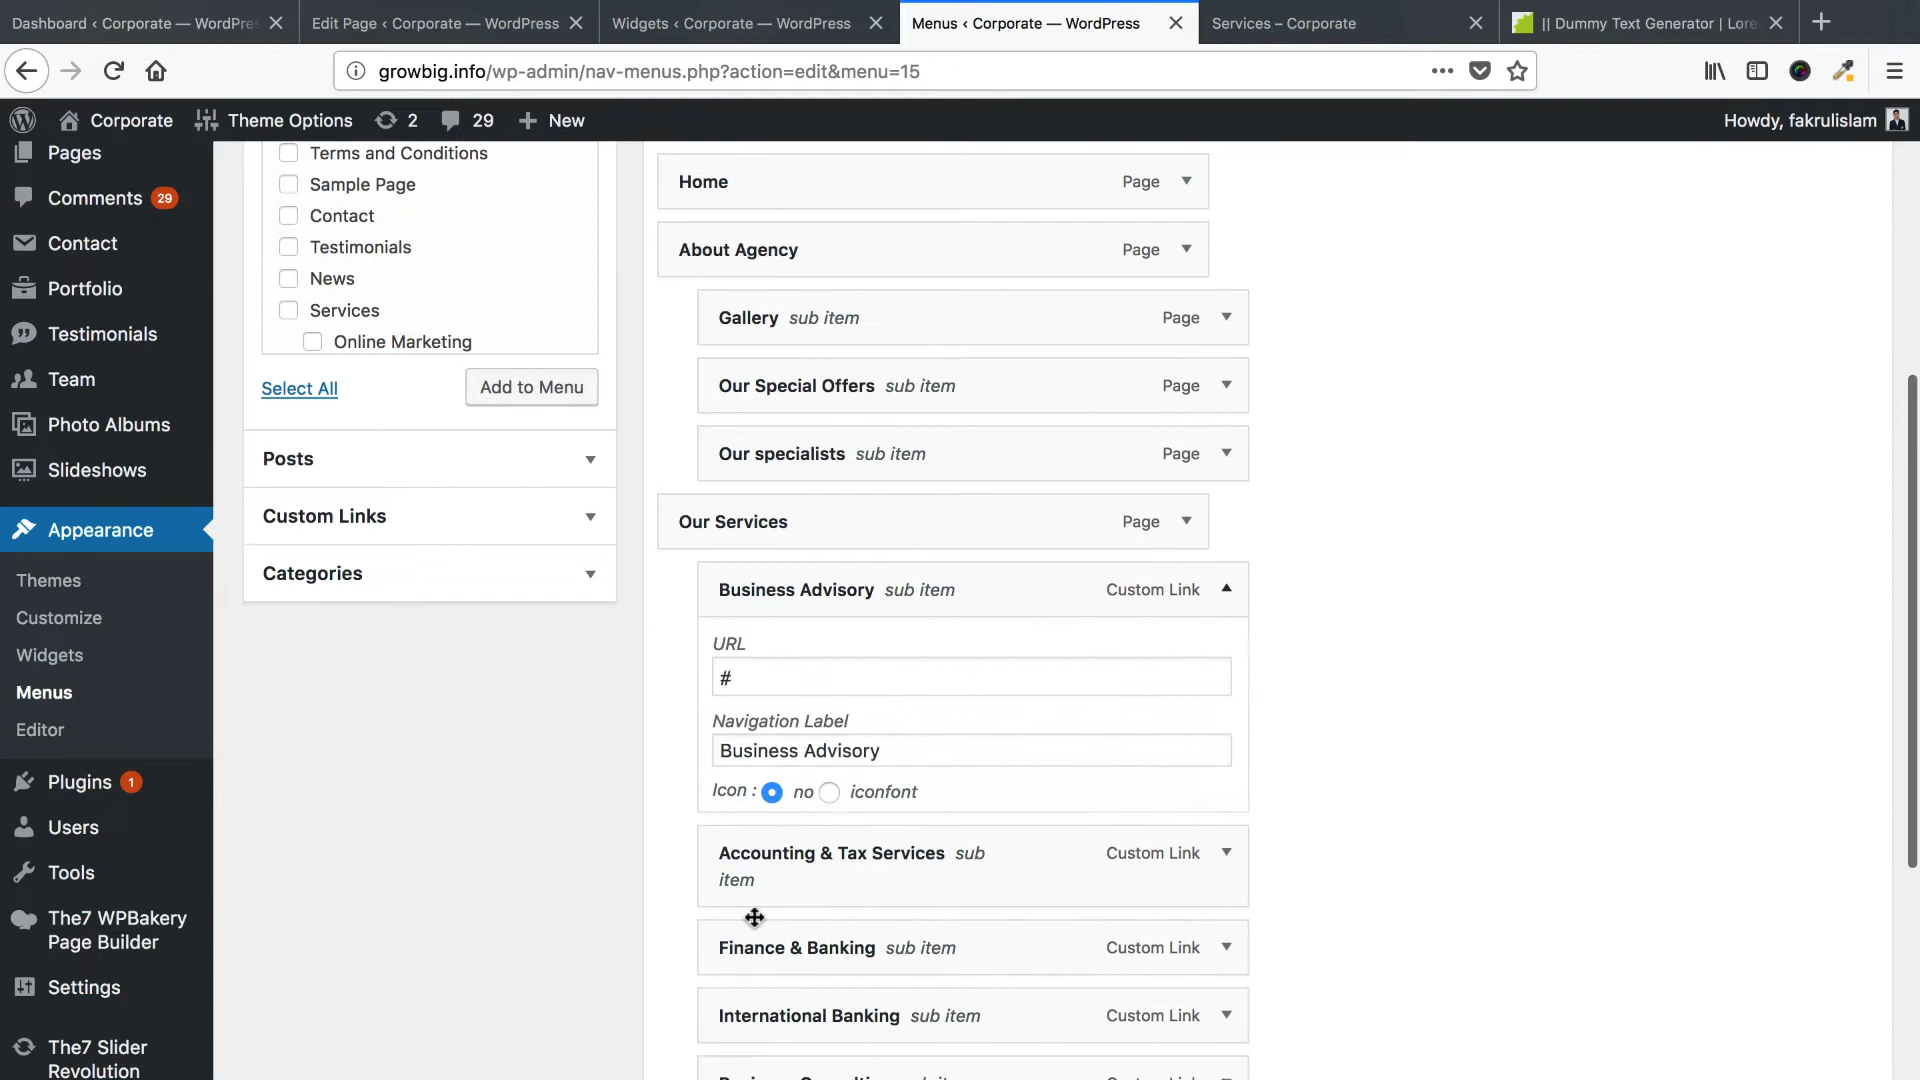 Dashboard ‹ Corporate — WordPre
Edit Page ‹ Corporate — WordPress
Widgets ‹ Corporate — WordPress
Menus ‹ Corporate — WordPress
Services – Corporate
|| Dummy Text Generator | Lore
growbig.info/wp-admin/nav-menus.php?action=edit&menu=15
Corporate
Theme Options
2
29
New
Howdy, fakrulislam
Pages
Comments 29
Contact
Portfolio
Testimonials
Team
Photo Albums
Slideshows
Appearance
Themes
Customize
Widgets
Menus
Editor
Plugins 1
Users
Tools
The7 WPBakery
Page Builder
Settings
The7 Slider
Revolution
Terms and Conditions
Sample Page
Contact
Testimonials
News
Services
Online Marketing
Select All
Add to Menu
Posts
Custom Links
Categories
Home Page
About Agency Page
Gallery sub item Page
Our Special Offers sub item Page
Our specialists sub item Page
Our Services Page
Business Advisory sub item Custom Link
URL
#
Navigation Label
Business Advisory
Icon : no iconfont
Accounting & Tax Services sub Custom Link
item
Finance & Banking sub item Custom Link
International Banking sub item Custom Link